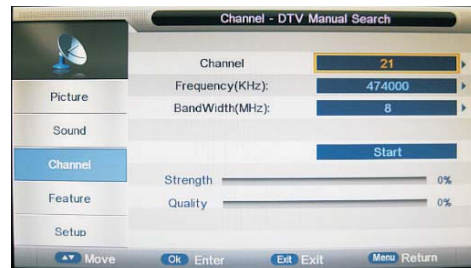 Channel - DTV Manual Search
Channel 21
Frequency(KHz): 474000
BandWidth(MHz): 8
Start
Strength 0%
Quality 0%
Picture
Sound
Channel
Feature
Setup
Move Ok Enter Exit Exit Menu Return